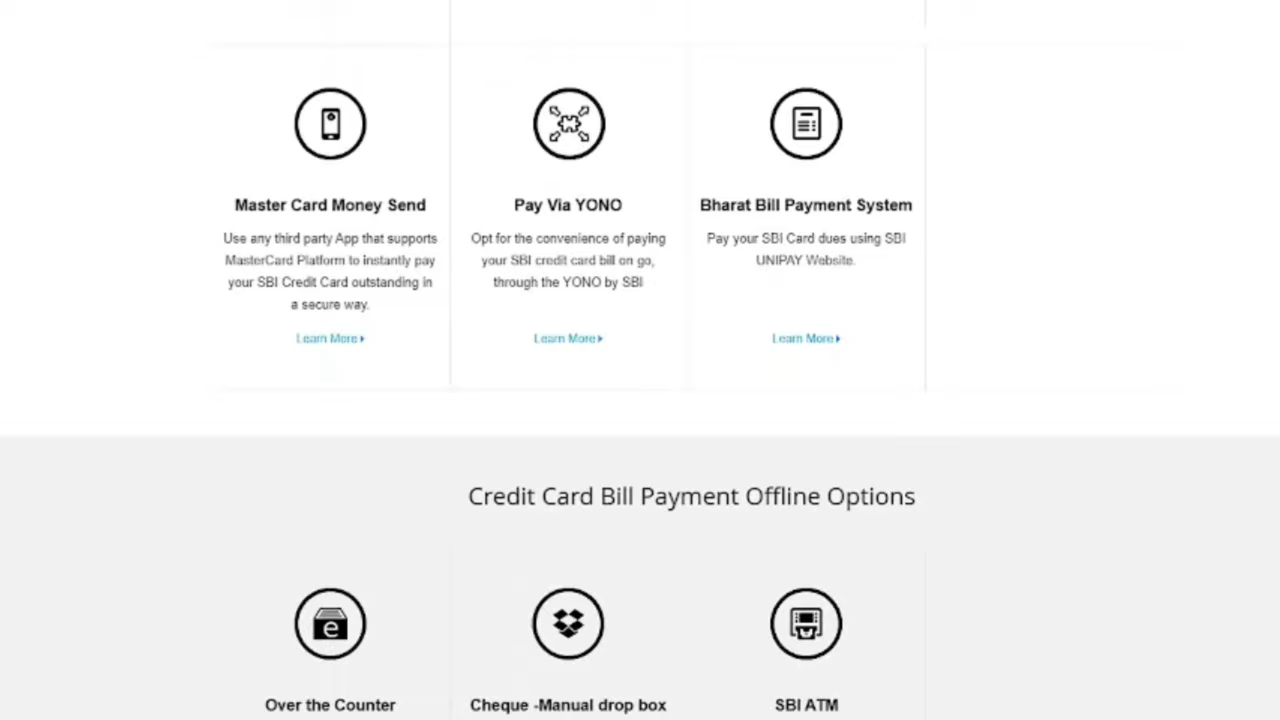 Master Card Money Send
Use any third party App that supports
MasterCard Platform to instantly pay
your SBI Credit Card outstanding in
a secure way.
Learn More
Pay Via YONO
Opt for the convenience of paying
your SBI credit card bill on go,
through the YONO by SBI
Learn More
Bharat Bill Payment System
Pay your SBI Card dues using SBI
UNIPAY Website.
Learn More
Credit Card Bill Payment Offline Options
Over the Counter
Cheque -Manual drop box
SBI ATM